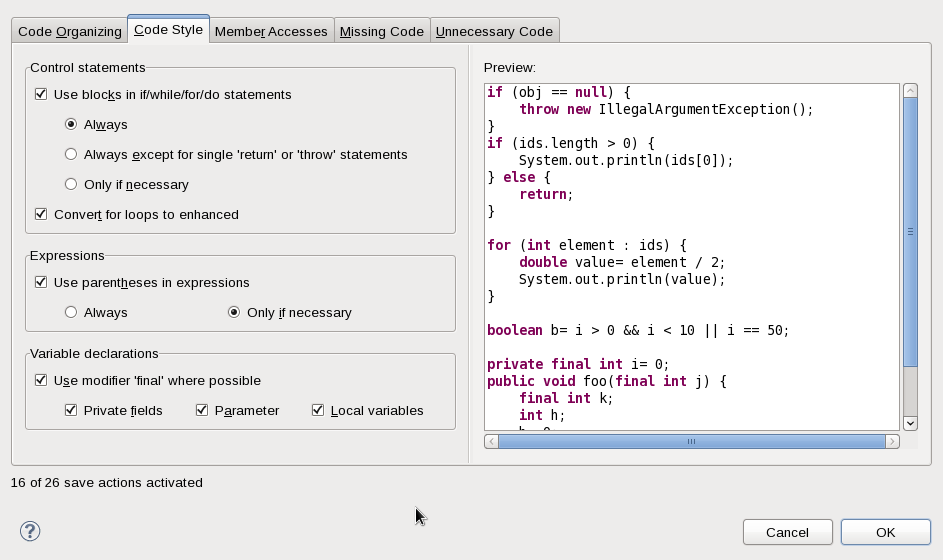 Code Organizing Code Style Member Accesses Missing Code Unnecessary Code
Control statements
Use blocks in if/while/for/do statements
Always
Always except for single 'return' or 'throw' statements
Only if necessary
Convert for loops to enhanced
Expressions
Use parentheses in expressions
Always Only if necessary
Variable declarations
Use modifier 'final' where possible
Private fields Parameter Local variables
Preview:
if (obj == null) {
    throw new IllegalArgumentException();
}
if (ids.length > 0) {
    System.out.println(ids[0]);
} else {
    return;
}
for (int element : ids) {
    double value= element / 2;
    System.out.println(value);
}
boolean b= i > 0 && i < 10 || i == 50;
private final int i= 0;
public void foo(final int j) {
    final int k;
    int h;
16 of 26 save actions activated
?
Cancel OK